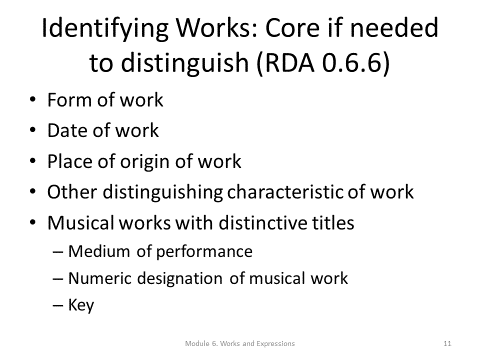 Identifying Works: Core if needed
to distinguish (RDA 0.6.6)
• Form of work
• Date of work
• Place of origin of work
• Other distinguishing characteristic of work
• Musical works with distinctive titles
– Medium of performance
– Numeric designation of musical work
– Key
Module 6. Works and Expressions
11